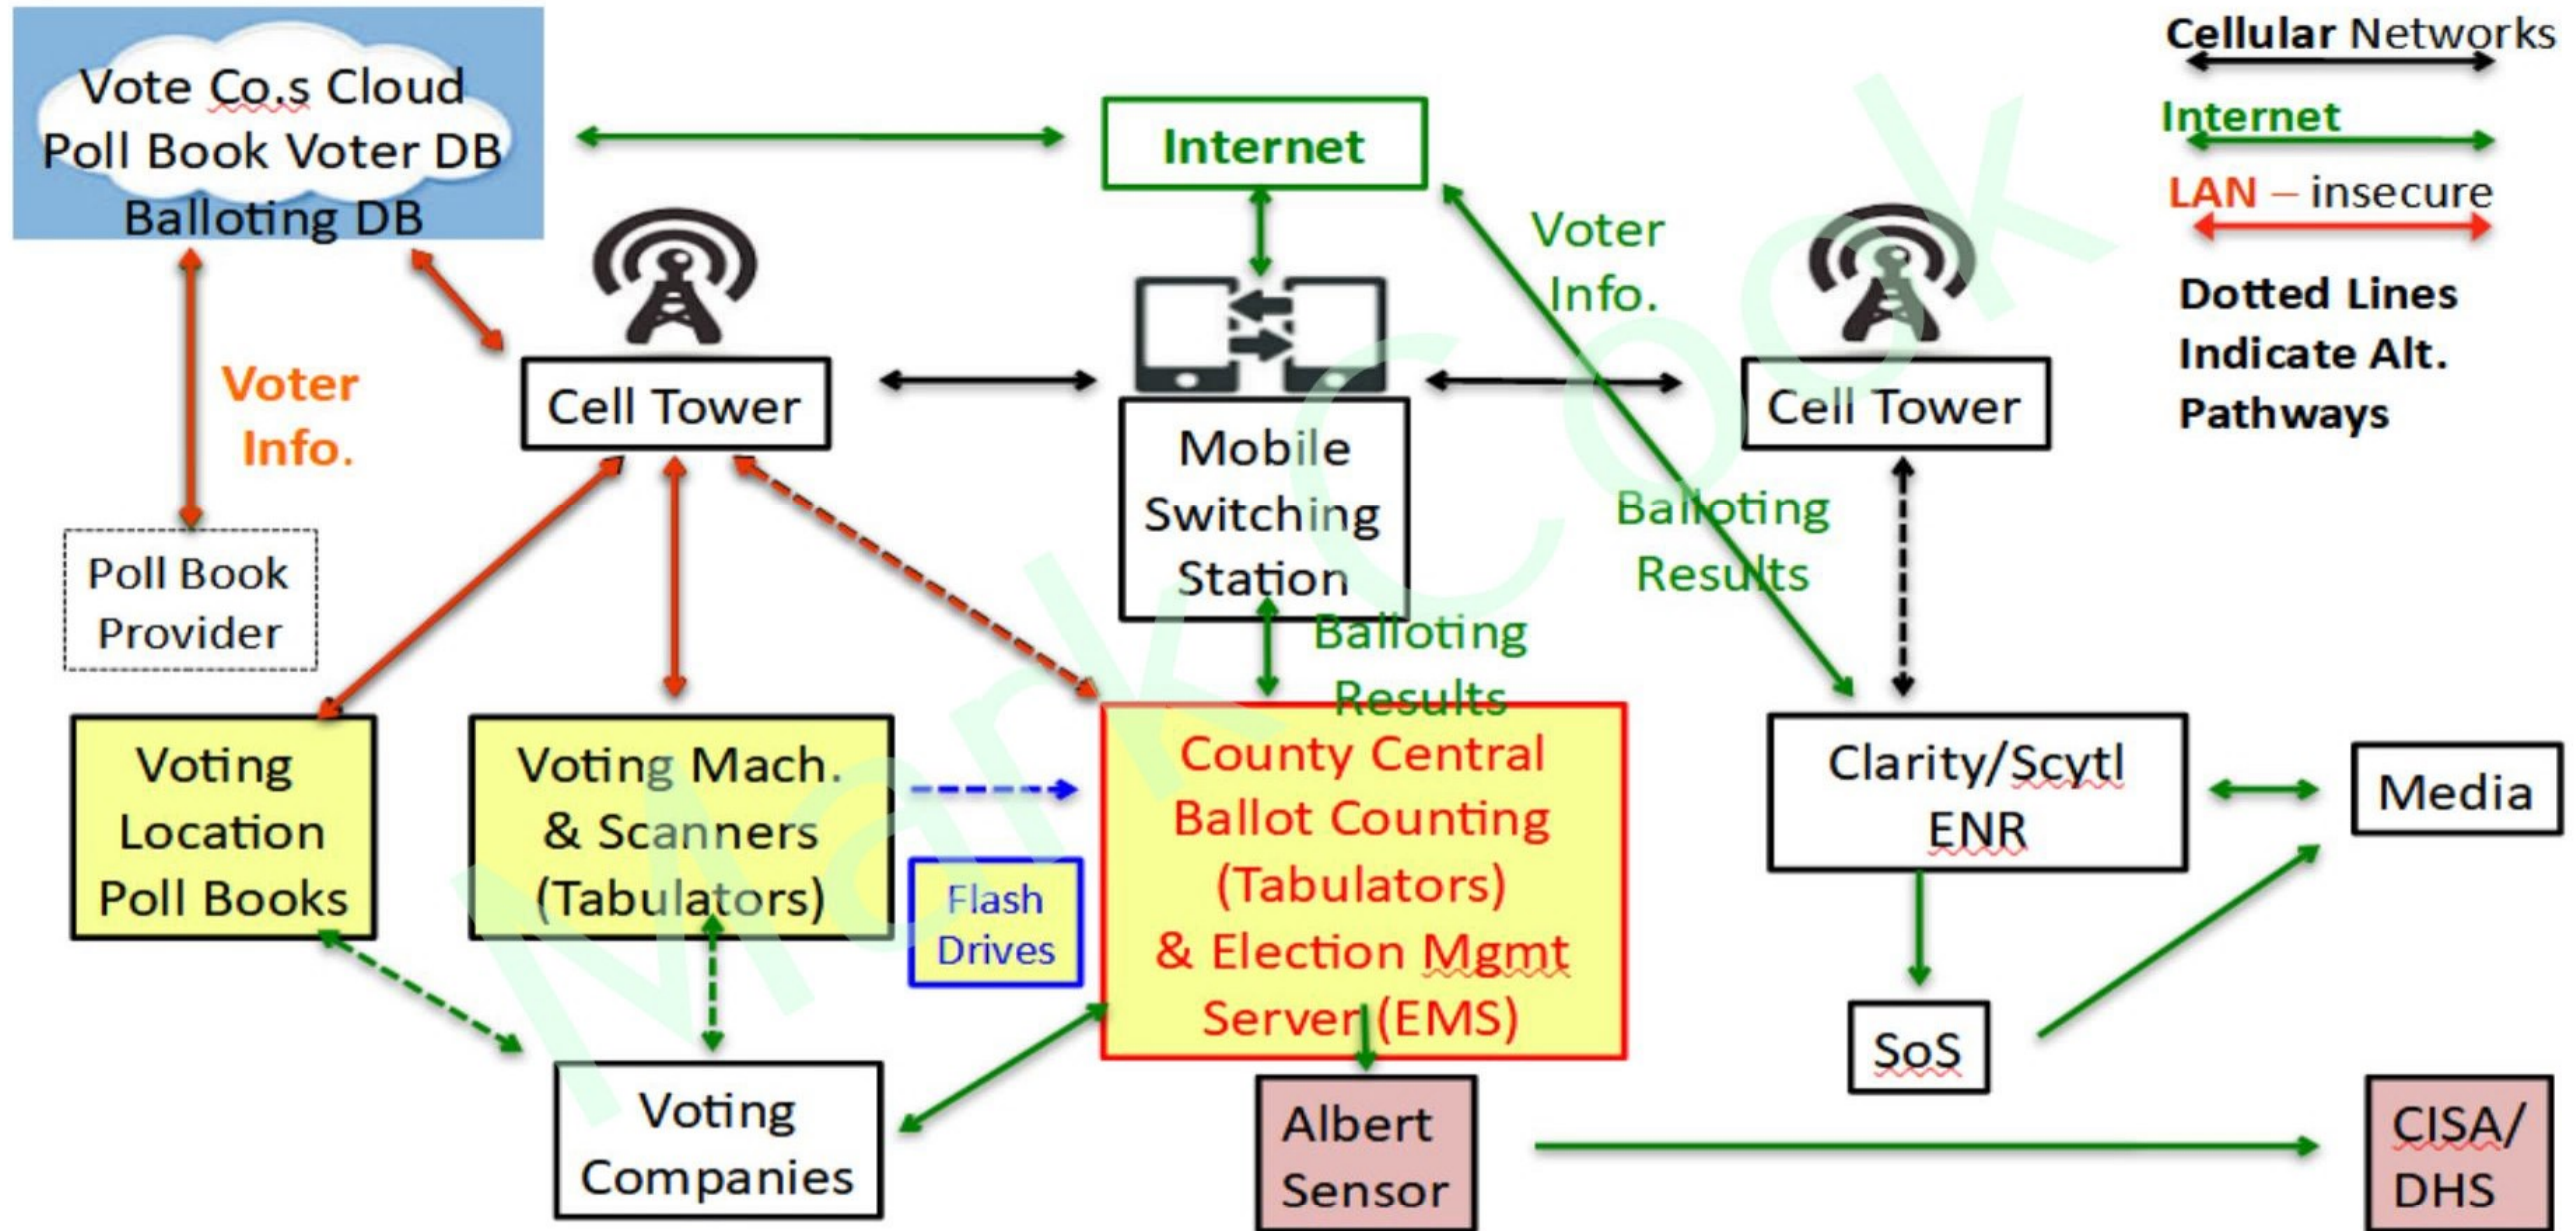 Vote Co.s Cloud
Poll Book Voter DB
Balloting DB
Internet
Cellular Networks
Internet
LAN – insecure
Dotted Lines
Indicate Alt.
Pathways
Voter
Info.
Voter
Info.
Cell Tower
Mobile
Switching
Station
Cell Tower
Balloting
Results
Balloting
Results
Poll Book
Provider
Voting
Location
Poll Books
Voting Mach.
& Scanners
(Tabulators)
Flash
Drives
County Central
Ballot Counting
(Tabulators)
& Election Mgmt
Server (EMS)
Clarity/Scytl
ENR
Media
SoS
Voting
Companies
Albert
Sensor
CISA/
DHS
Mark Cook